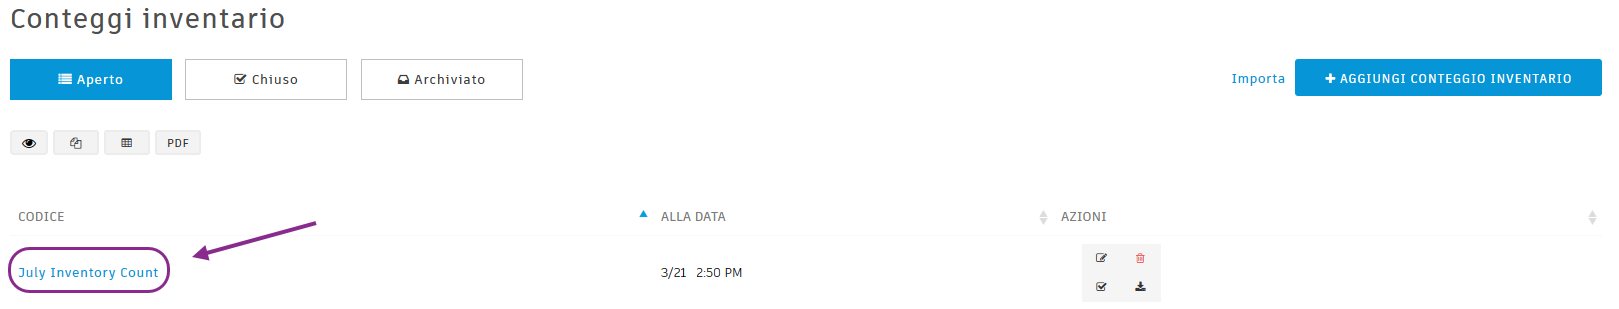 Conteggi inventario
Aperto
Chiuso
Archiviato
Importa
+ AGGIUNGI CONTEGGIO INVENTARIO
PDF
CODICE
ALLA DATA
AZIONI
July Inventory Count
3/21 2:50 PM